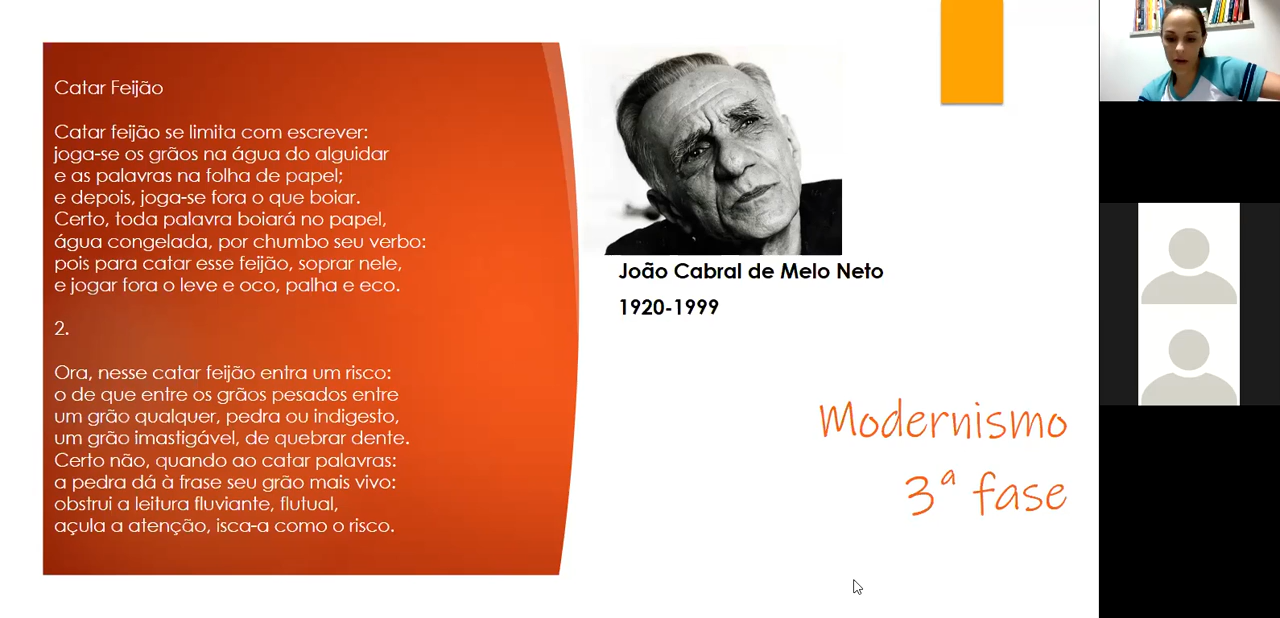 Catar Feijão
Catar feijão se limita com escrever:
joga-se os grãos na água do alguidar
e as palavras na folha de papel;
e depois, joga-se fora o que boiar.
Certo, toda palavra boiará no papel,
água congelada, por chumbo seu verbo:
pois para catar esse feijão, soprar nele,
e jogar fora o leve e oco, palha e eco.
2.
Ora, nesse catar feijão entra um risco:
o de que entre os grãos pesados entre
um grão qualquer, pedra ou indigesto,
um grão imastigável, de quebrar dente.
Certo não, quando ao catar palavras:
a pedra dá à frase seu grão mais vivo:
obstrui a leitura fluviante, flutual,
açula a atenção, isca-a como o risco.
João Cabral de Melo Neto
1920-1999
Modernismo
3ª fase